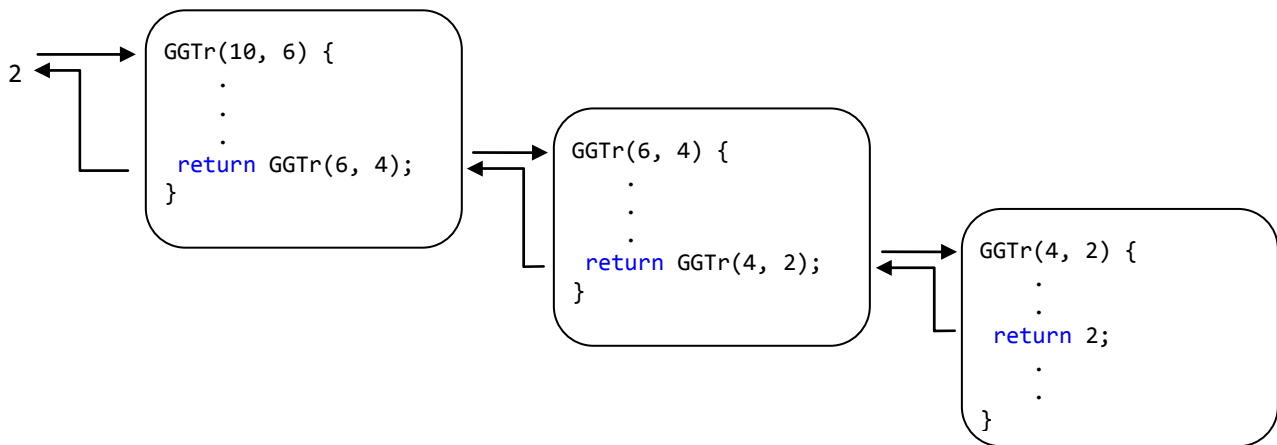 2
GGTr(10, 6) {
.
.
.
return GGTr(6, 4);
}
GGTr(6, 4) {
.
.
.
return GGTr(4, 2);
}
GGTr(4, 2) {
.
.
return 2;
.
.
}